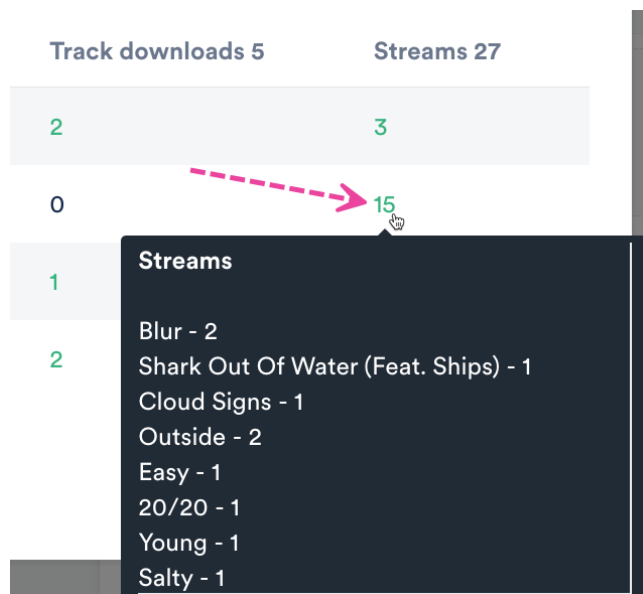 Track downloads 5 Streams 27
2 3
0 15
1
2
Streams
Blur - 2
Shark Out Of Water (Feat. Ships) - 1
Cloud Signs - 1
Outside - 2
Easy - 1
20/20 - 1
Young - 1
Salty - 1